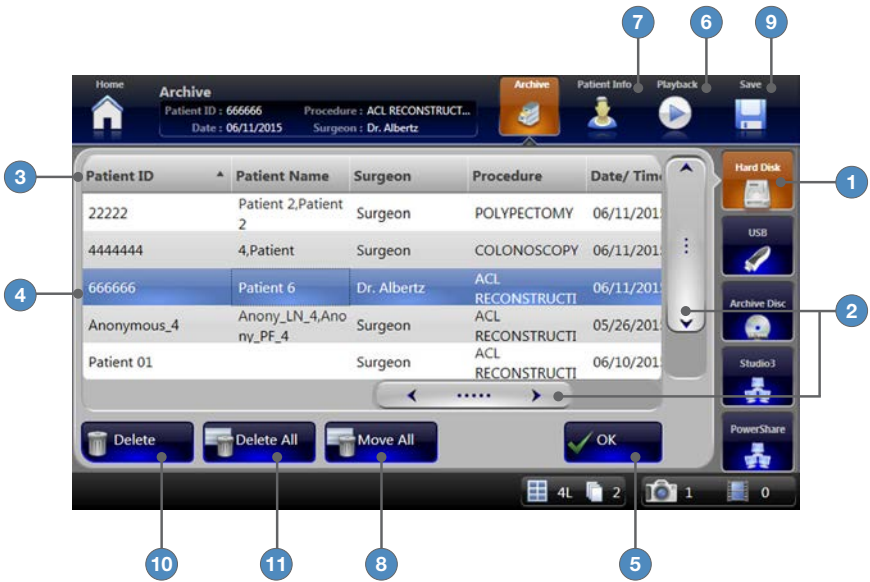 7 6 9
Home Archive Archive Patient Info Playback Save
Patient ID : 666666 Procedure : ACL RECONSTRUCT...
Date : 06/11/2015 Surgeon : Dr. Albertz
3 Patient ID Patient Name Surgeon Procedure Date/ Tim Hard Disk 1
22222 Patient 2,Patient 2 Surgeon POLYPECTOMY 06/11/201
USB
4444444 4,Patient Surgeon COLONOSCOPY 06/11/201
4 666666 Patient 6 Dr. Albertz ACL RECONSTRUCTI 06/11/201 Archive Disc 2
Anonymous_4 Anony_LN_4,Anony_PF_4 Surgeon ACL RECONSTRUCTI 05/26/201
Patient 01 Surgeon ACL RECONSTRUCTI 06/10/201 Studio3
Delete Delete All Move All OK PowerShare
4L 2 1 0
10 11 8 5